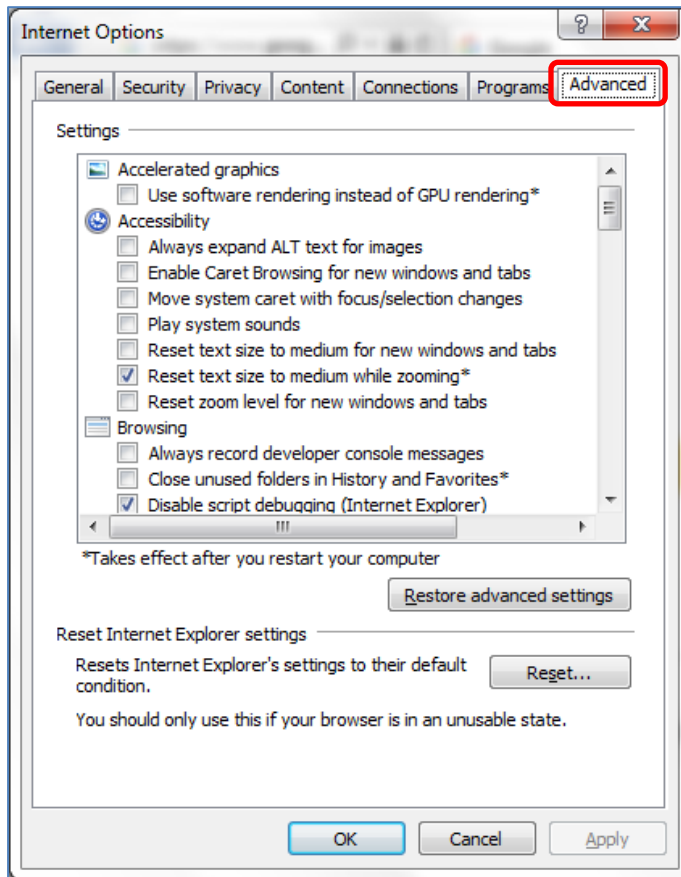 Internet Options
?
X
General Security Privacy Content Connections Programs Advanced
Settings
Accelerated graphics
Use software rendering instead of GPU rendering*
Accessibility
Always expand ALT text for images
Enable Caret Browsing for new windows and tabs
Move system caret with focus/selection changes
Play system sounds
Reset text size to medium for new windows and tabs
Reset text size to medium while zooming*
Reset zoom level for new windows and tabs
Browsing
Always record developer console messages
Close unused folders in History and Favorites*
Disable script debugging (Internet Explorer)
*Takes effect after you restart your computer
Restore advanced settings
Reset Internet Explorer settings
Resets Internet Explorer's settings to their default
condition.
Reset...
You should only use this if your browser is in an unusable state.
OK Cancel Apply